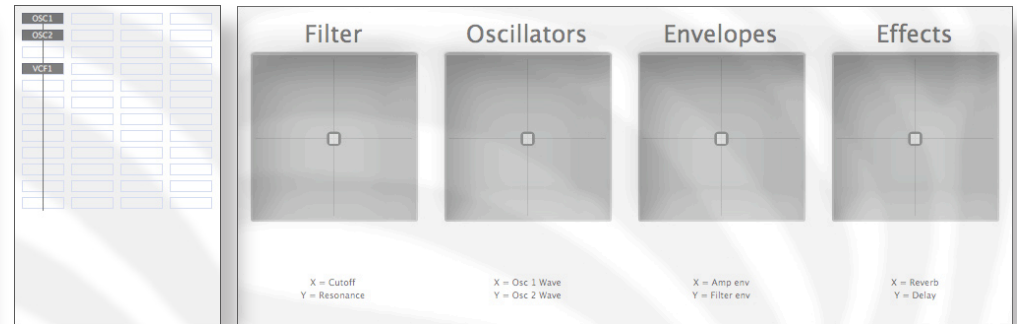 OSC1
OSC2
VCF1
Filter
Oscillators
Envelopes
Effects
X = Cutoff
Y = Resonance
X = Osc 1 Wave
Y = Osc 2 Wave
X = Amp env
Y = Filter env
X = Reverb
Y = Delay